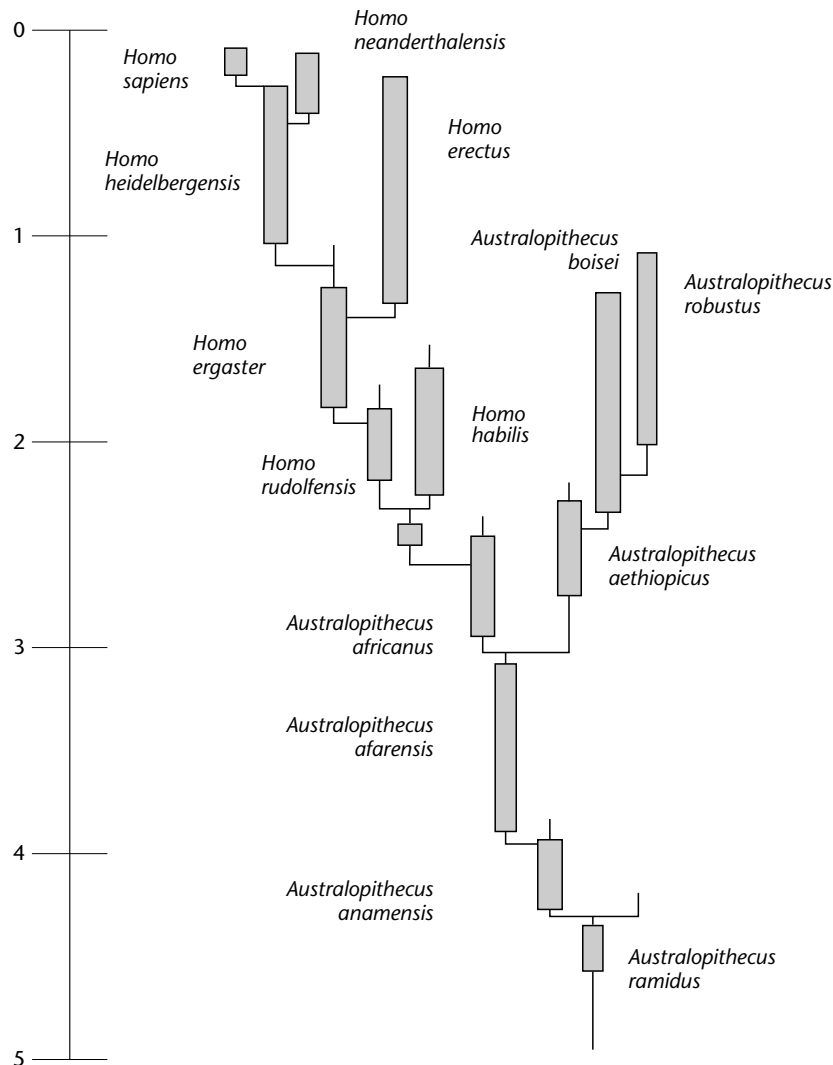 0
Homo
neanderthalensis
Homo
sapiens
Homo
erectus
Homo
heidelbergensis
1
Australopithecus
boisei
Australopithecus
robustus
Homo
ergaster
Homo
habilis
2
Homo
rudolfensis
Australopithecus
aethiopicus
Australopithecus
africanus
3
Australopithecus
afarensis
4
Australopithecus
anamensis
Australopithecus
ramidus
5